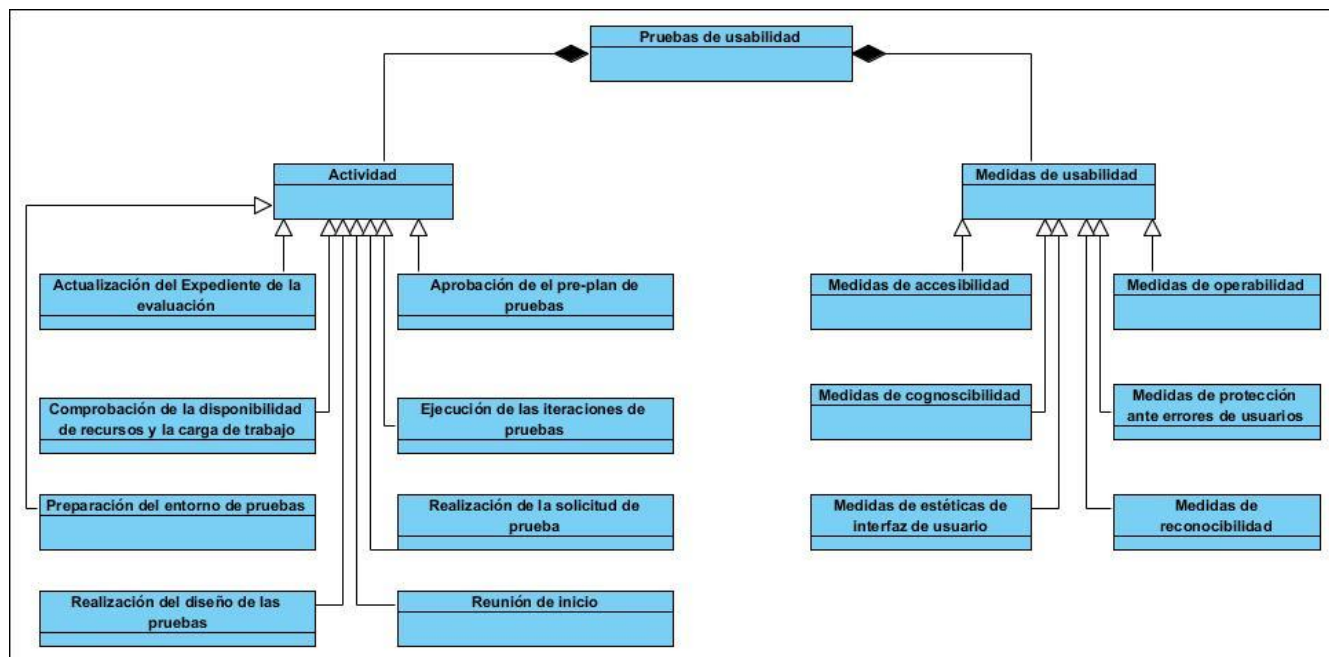 Pruebas de usabilidad
Actividad
Medidas de usabilidad
Actualización del Expediente de la
evaluación
Aprobación de el pre-plan de
pruebas
Medidas de accesibilidad
Medidas de operabilidad
Comprobación de la disponibilidad
de recursos y la carga de trabajo
Ejecución de las iteraciones de
pruebas
Medidas de cognoscibilidad
Medidas de protección
ante errores de usuarios
Preparación del entorno de pruebas
Realización de la solicitud de
prueba
Medidas de estéticas de
interfaz de usuario
Medidas de
reconocibilidad
Realización del diseño de las
pruebas
Reunión de inicio